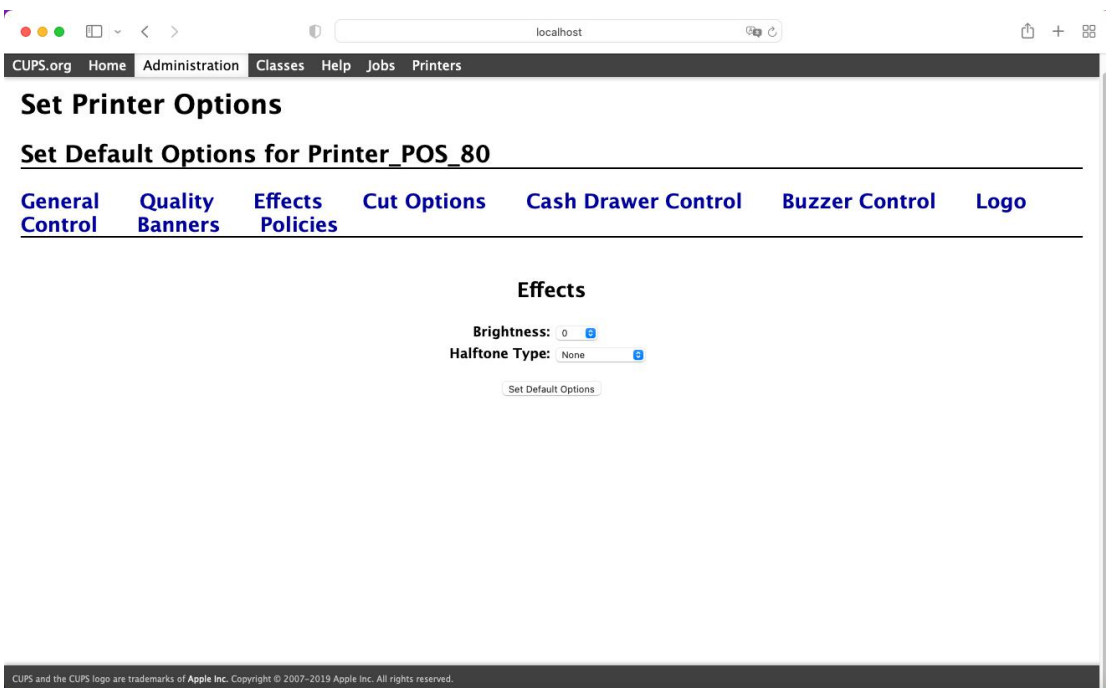 localhost
CUPS.org Home Administration Classes Help Jobs Printers
Set Printer Options
Set Default Options for Printer_POS_80
General Quality Effects Cut Options Cash Drawer Control Buzzer Control Logo
Control Banners Policies
Effects
Brightness: 0
Halftone Type: None
Set Default Options
CUPS and the CUPS logo are trademarks of Apple Inc. Copyright © 2007-2019 Apple Inc. All rights reserved.